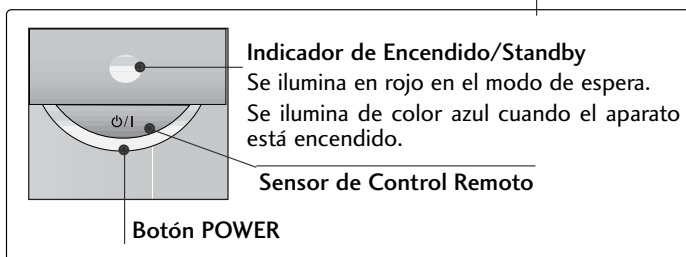 Indicador de Encendido/Standby
Se ilumina en rojo en el modo de espera.
Se ilumina de color azul cuando el aparato
está encendido.
⏻/I
Sensor de Control Remoto
Botón POWER